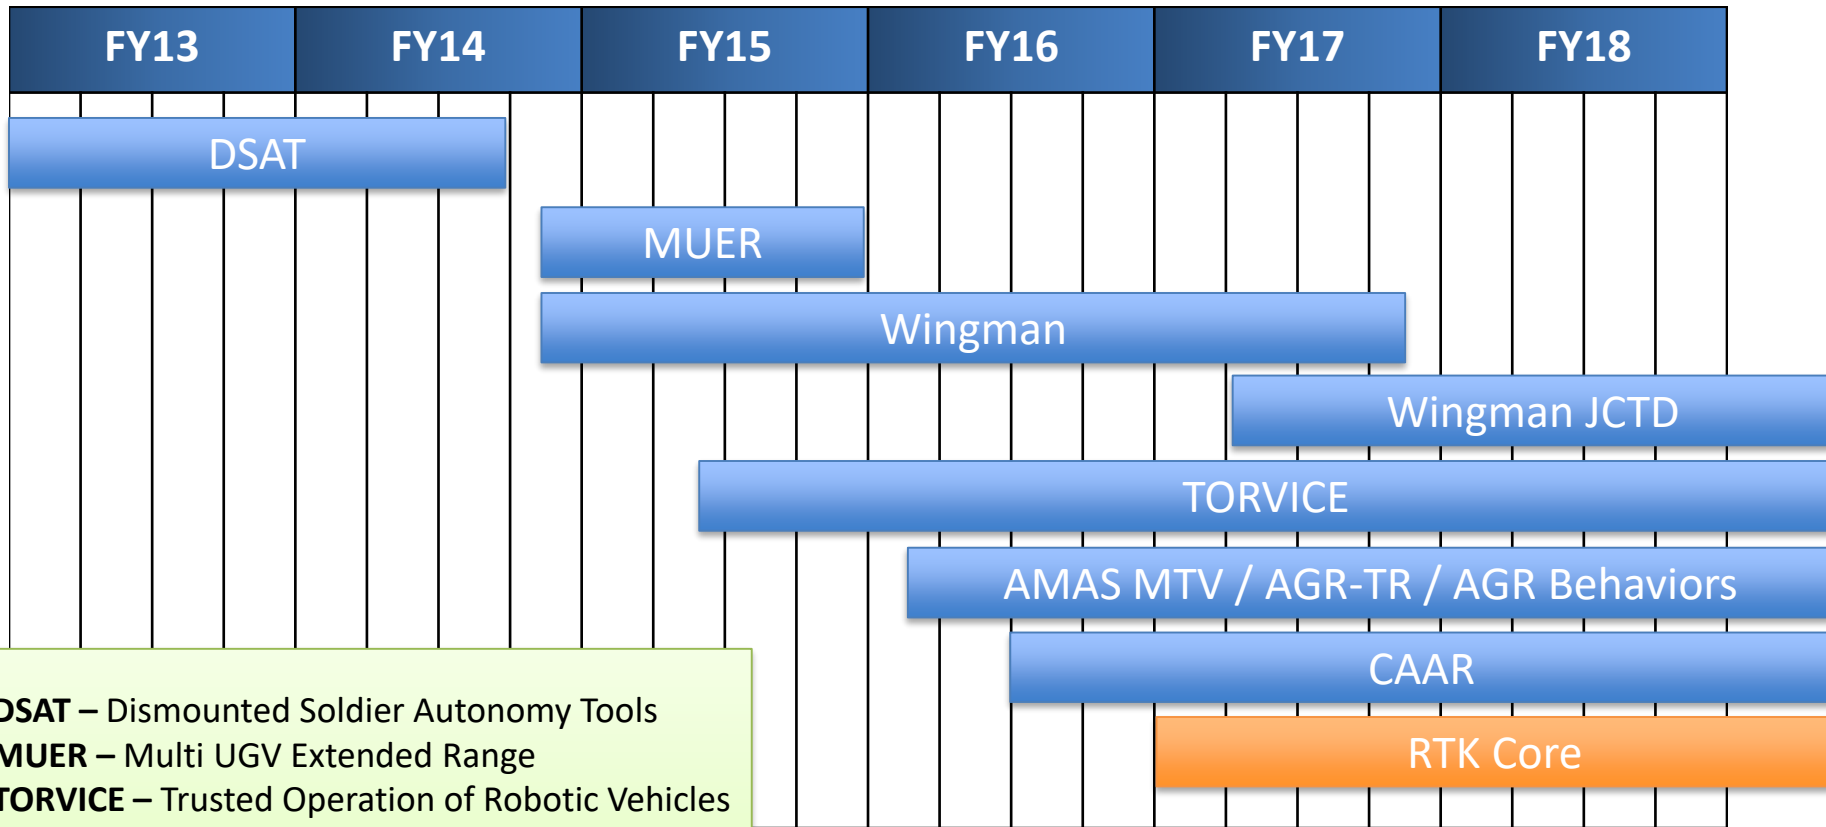 FY13 FY14 FY15 FY16 FY17 FY18
DSAT
MUER
Wingman
Wingman JCTD
TORVICE
AMAS MTV / AGR-TR / AGR Behaviors
CAAR
RTK Core
DSAT – Dismounted Soldier Autonomy Tools
MUER – Multi UGV Extended Range
TORVICE – Trusted Operation of Robotic Vehicles